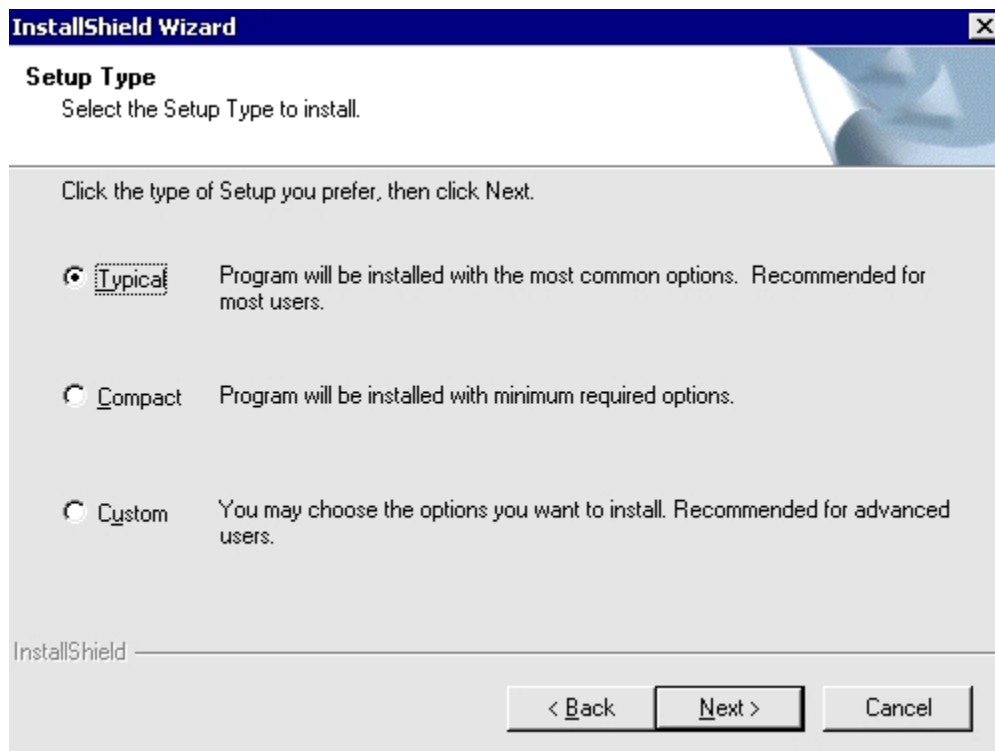 InstallShield Wizard
Setup Type
Select the Setup Type to install.
Click the type of Setup you prefer, then click Next.
Typical Program will be installed with the most common options.  Recommended for
most users.
Compact Program will be installed with minimum required options.
Custom You may choose the options you want to install. Recommended for advanced
users.
InstallShield
< Back Next > Cancel